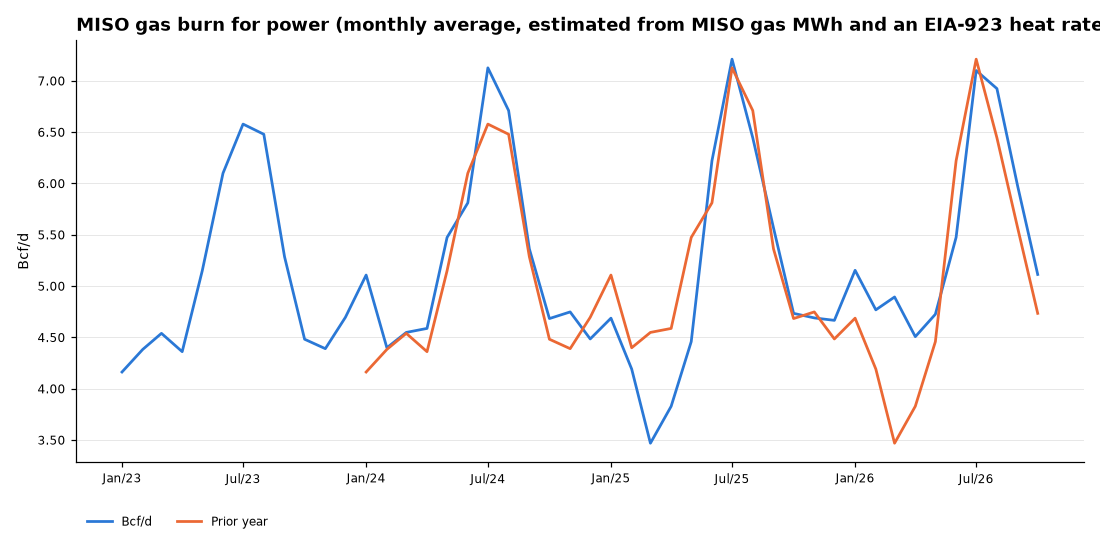 MISO gas burn for power (monthly average, estimated from MISO gas MWh and an EIA-923 heat rate
7.00
6.50
6.00
5.50
5.00
4.50
4.00
3.50
Bcf/d
Jan/23 Jul/23 Jan/24 Jul/24 Jan/25 Jul/25 Jan/26 Jul/26
Bcf/d Prior year